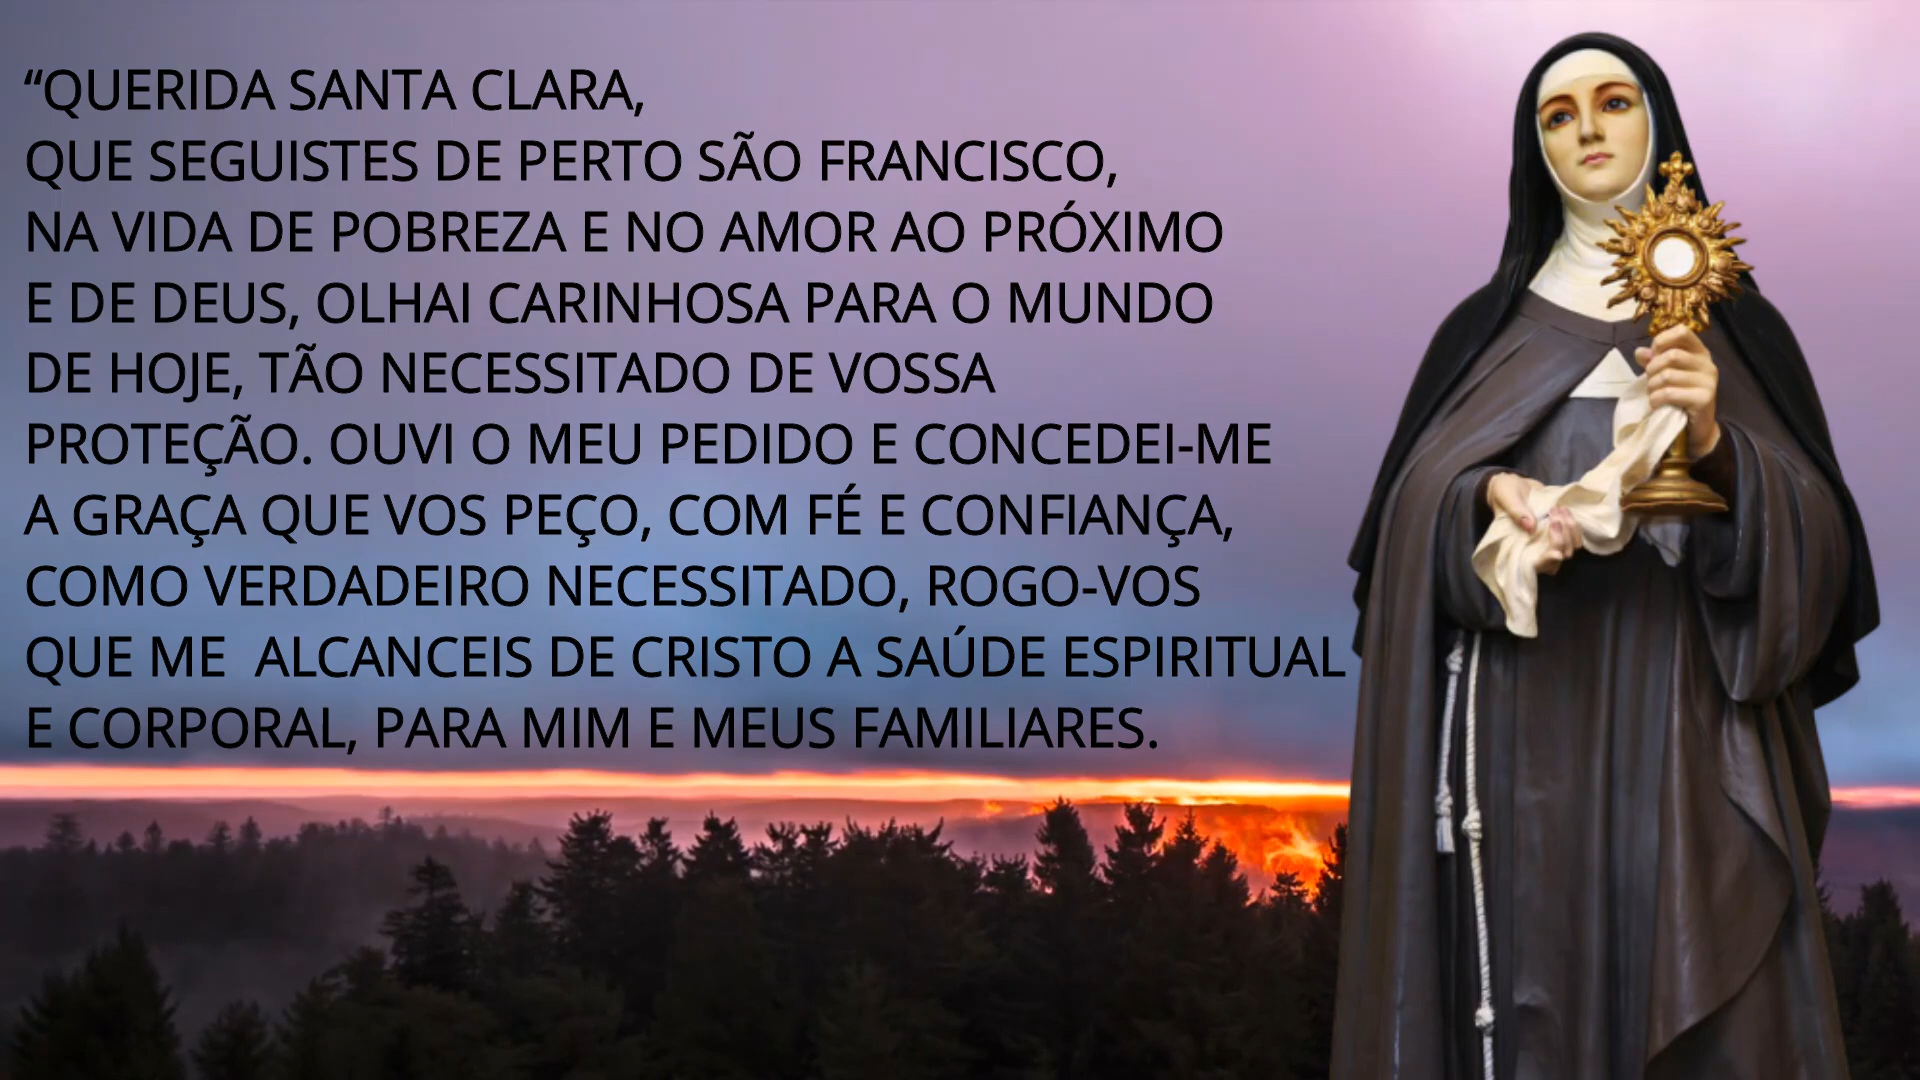 “QUERIDA SANTA CLARA,
QUE SEGUISTES DE PERTO SÃO FRANCISCO,
NA VIDA DE POBREZA E NO AMOR AO PRÓXIMO
E DE DEUS, OLHAI CARINHOSA PARA O MUNDO
DE HOJE, TÃO NECESSITADO DE VOSSA
PROTEÇÃO. OUVI O MEU PEDIDO E CONCEDEI-ME
A GRAÇA QUE VOS PEÇO, COM FÉ E CONFIANÇA,
COMO VERDADEIRO NECESSITADO, ROGO-VOS
QUE ME  ALCANCEIS DE CRISTO A SAÚDE ESPIRITUAL
E CORPORAL, PARA MIM E MEUS FAMILIARES.